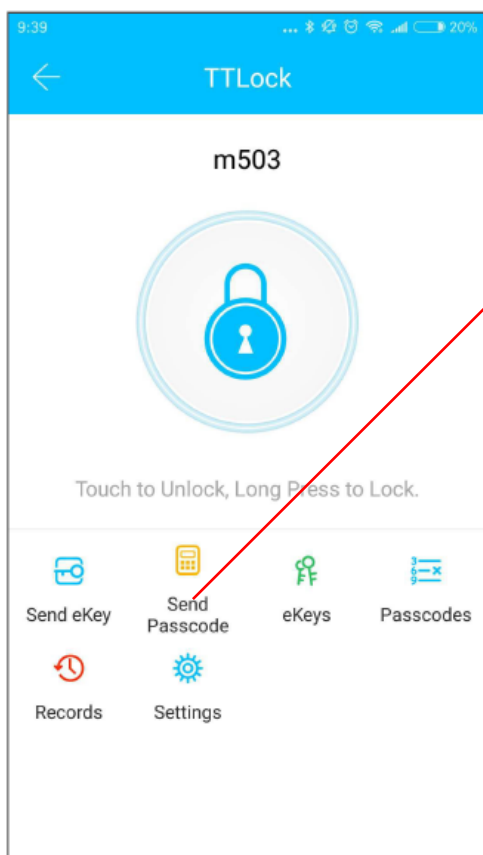 9:39 ... 20%
TTLock
m503
Touch to Unlock, Long Press to Lock.
Send eKey
Send
Passcode
eKeys
Passcodes
Records
Settings